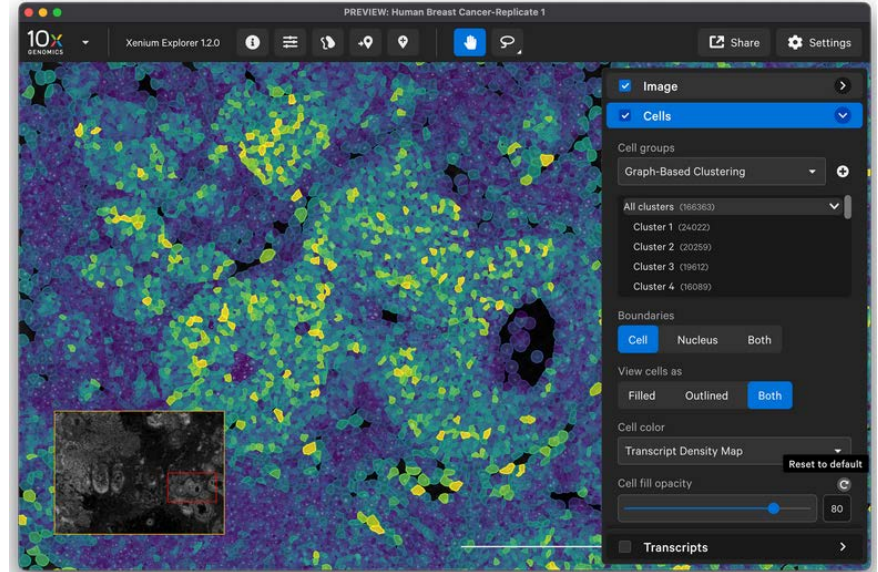 PREVIEW: Human Breast Cancer-Replicate 1
10X
GENOMICS
Xenium Explorer 1.2.0
Share
Settings
Image
Cells
Cell groups
Graph-Based Clustering
All clusters (166363)
Cluster 1 (24022)
Cluster 2 (20259)
Cluster 3 (19612)
Cluster 4 (16089)
Boundaries
Cell Nucleus Both
View cells as
Filled Outlined Both
Cell color
Transcript Density Map
Reset to default
Cell fill opacity
80
Transcripts